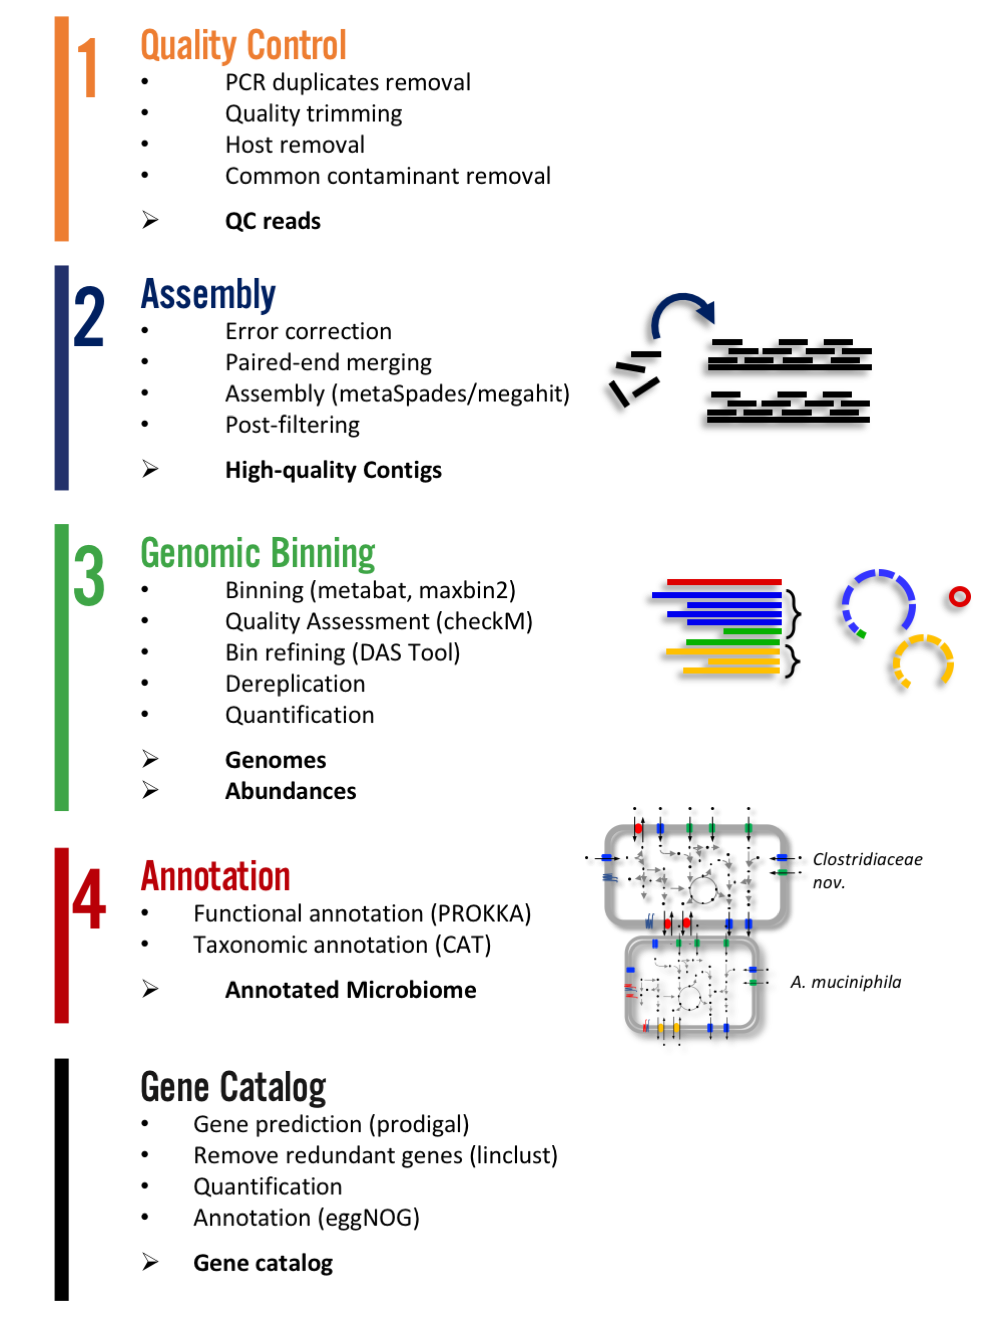 1 Quality Control
• PCR duplicates removal
• Quality trimming
• Host removal
• Common contaminant removal
➢ QC reads
2 Assembly
• Error correction
• Paired-end merging
• Assembly (metaSpades/megahit)
• Post-filtering
➢ High-quality Contigs
3 Genomic Binning
• Binning (metabat, maxbin2)
• Quality Assessment (checkM)
• Bin refining (DAS Tool)
• Dereplication
• Quantification
➢ Genomes
➢ Abundances
4 Annotation
• Functional annotation (PROKKA)
• Taxonomic annotation (CAT)
➢ Annotated Microbiome
Clostridiaceae
nov.
A. muciniphila
Gene Catalog
• Gene prediction (prodigal)
• Remove redundant genes (linclust)
• Quantification
• Annotation (eggNOG)
➢ Gene catalog